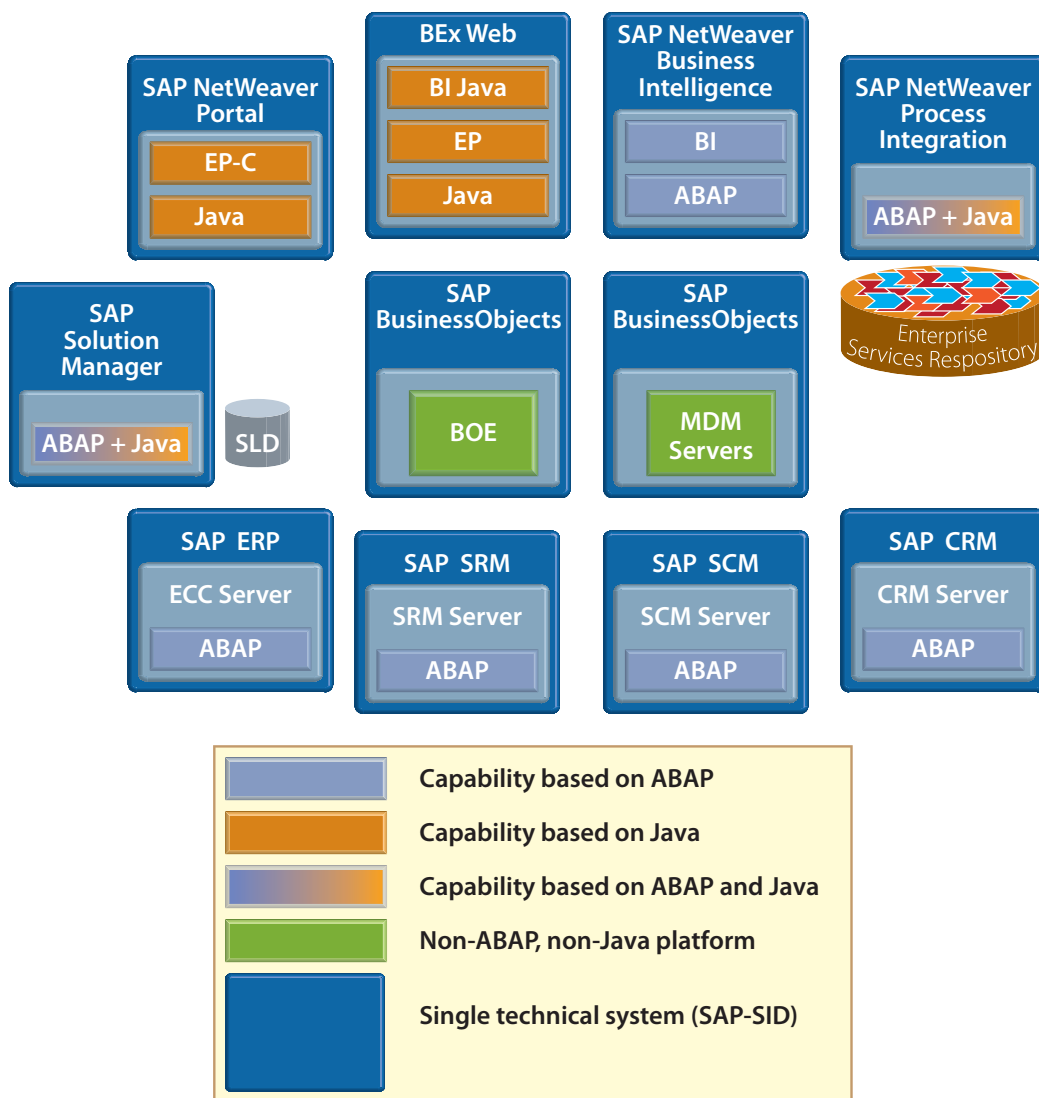 SAP NetWeaver
Portal
EP-C
Java
BEx Web
BI Java
EP
Java
SAP NetWeaver
Business
Intelligence
BI
ABAP
SAP NetWeaver
Process
Integration
ABAP + Java
SAP
Solution
Manager
ABAP + Java
SLD
SAP
BusinessObjects
BOE
SAP
BusinessObjects
MDM
Servers
Enterprise
Services Respository
SAP ERP
ECC Server
ABAP
SAP SRM
SRM Server
ABAP
SAP SCM
SCM Server
ABAP
SAP CRM
CRM Server
ABAP
Capability based on ABAP
Capability based on Java
Capability based on ABAP and Java
Non-ABAP, non-Java platform
Single technical system (SAP-SID)